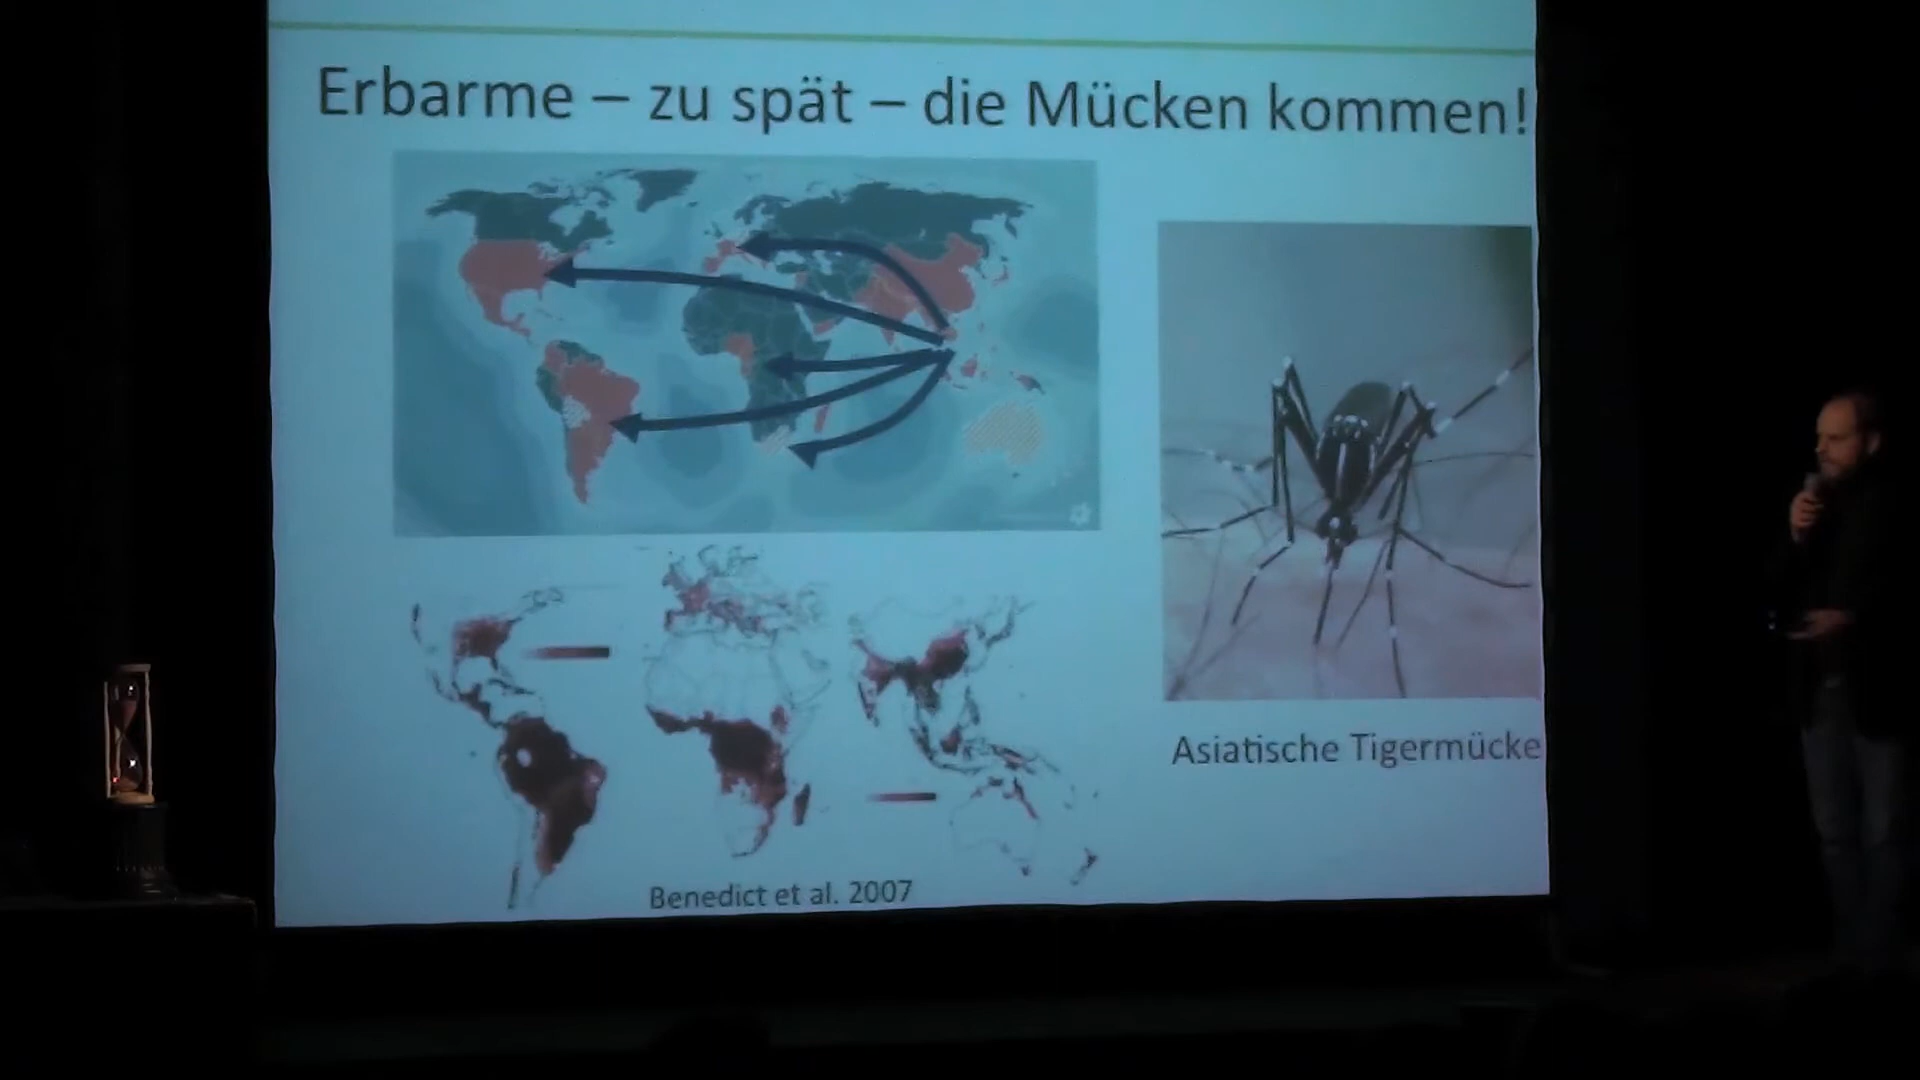 Erbarme – zu spät – die Mücken kommen!
Asiatische Tigermücke
Benedict et al. 2007